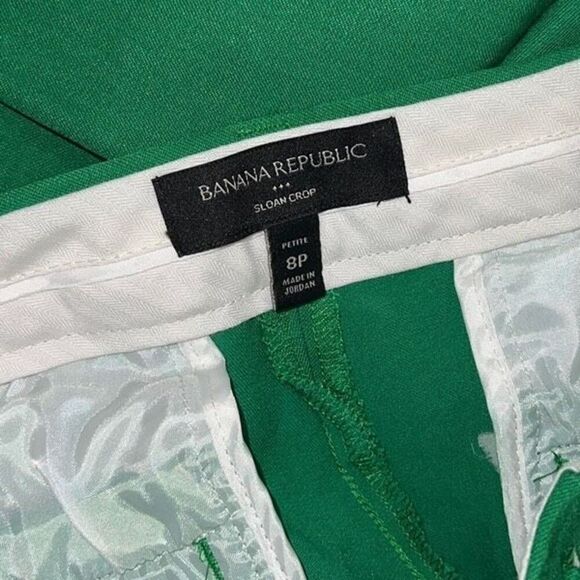 BANANA REPUBLIC
SLOAN CROP
PETITE
8P
MADE IN
JORDAN